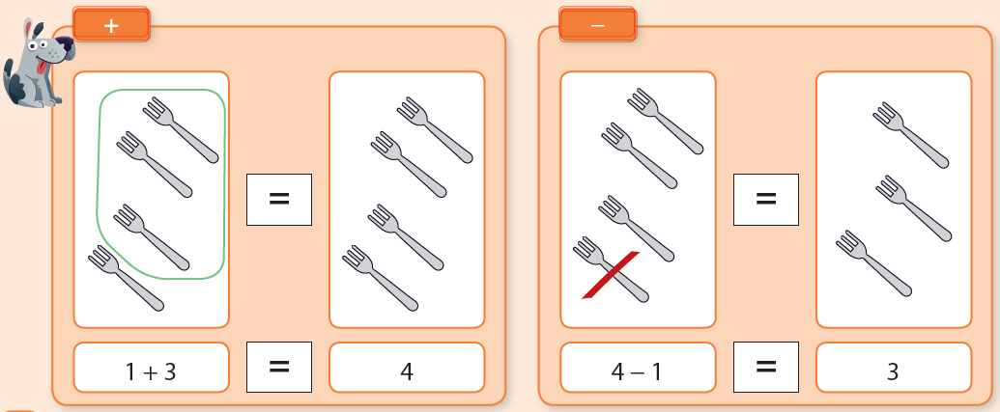 +
=
1 + 3 = 4
−
=
4 − 1 = 3